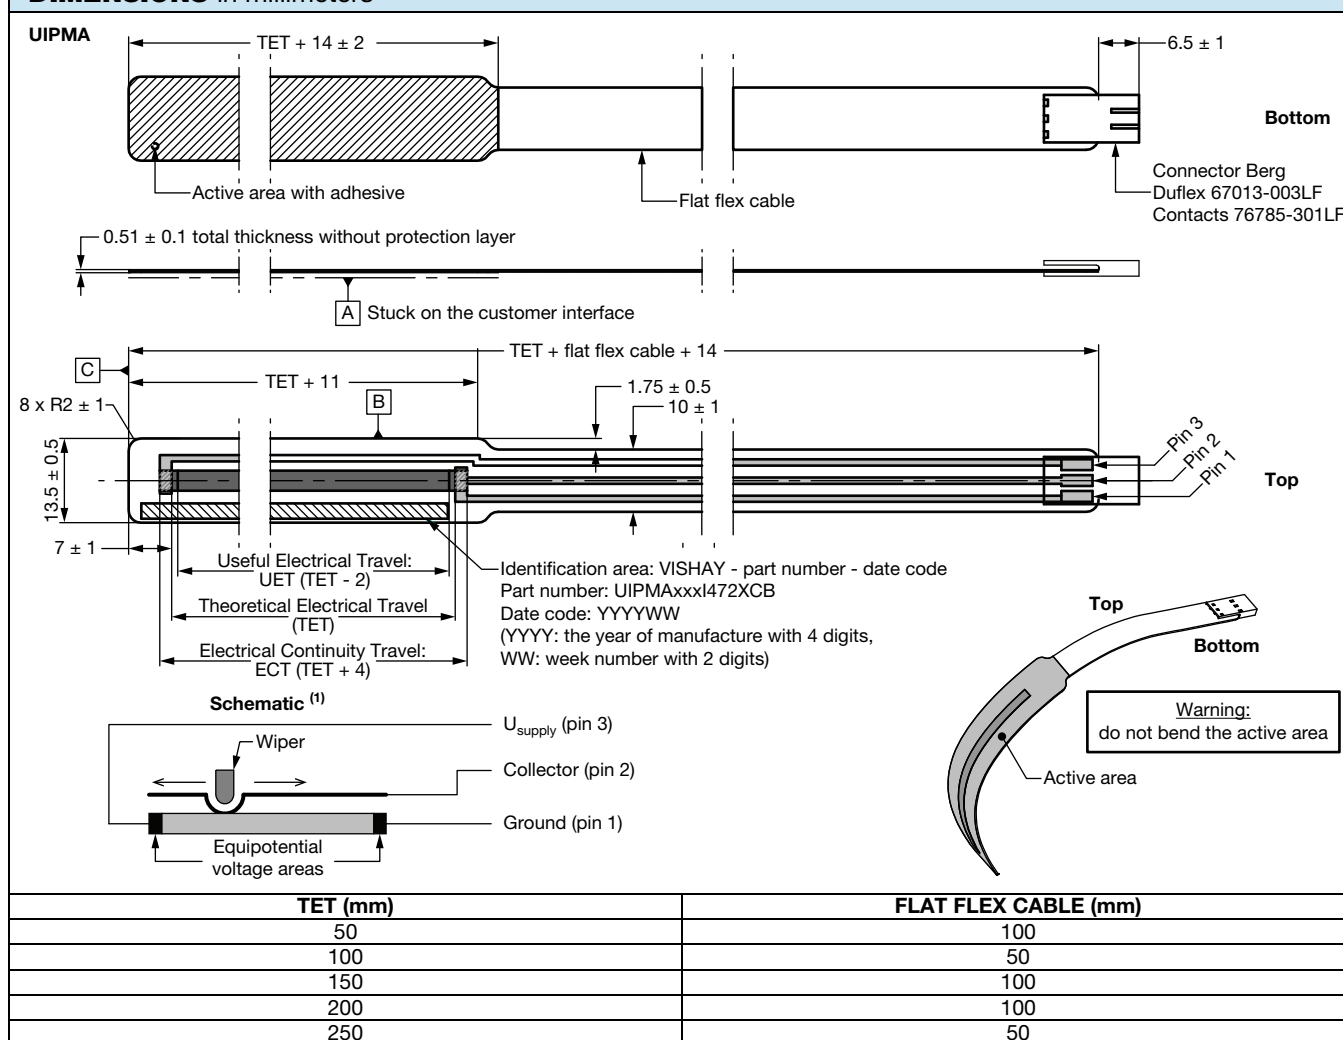 DIMENSIONS in millimeters
UIPMA
TET + 14 ± 2
6.5 ± 1
Bottom
Active area with adhesive
Flat flex cable
Connector Berg
Duflex 67013-003LF
Contacts 76785-301LF
0.51 ± 0.1 total thickness without protection layer
A Stuck on the customer interface
TET + flat flex cable + 14
C
TET + 11
1.75 ± 0.5
8 x R2 ± 1
B
10 ± 1
13.5 ± 0.5
Pin 3
Pin 2
Pin 1
Top
7 ± 1
Useful Electrical Travel:
UET (TET - 2)
Theoretical Electrical Travel
(TET)
Electrical Continuity Travel:
ECT (TET + 4)
Identification area: VISHAY - part number - date code
Part number: UIPMAxxxI472XCB
Date code: YYYYWW
(YYYY: the year of manufacture with 4 digits,
WW: week number with 2 digits)
Top
Bottom
Warning:
do not bend the active area
Active area
Schematic (1)
Usupply (pin 3)
Wiper
Collector (pin 2)
Ground (pin 1)
Equipotential
voltage areas
TET (mm) FLAT FLEX CABLE (mm)
50 100
100 50
150 100
200 100
250 50